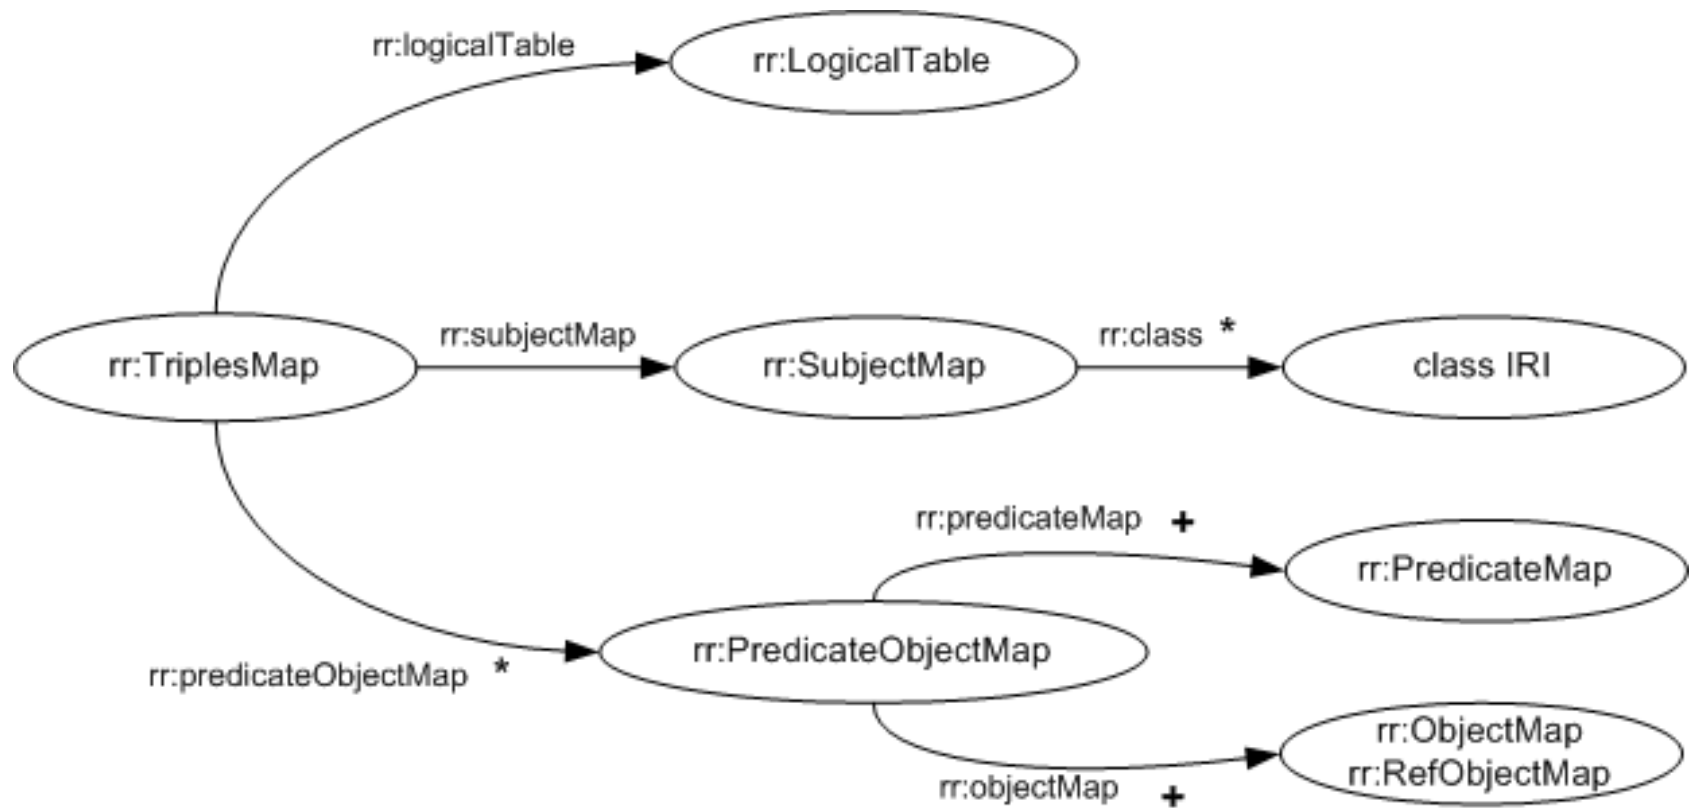 rr:logicalTable
rr:LogicalTable
rr:TriplesMap
rr:subjectMap
rr:SubjectMap
rr:class *
class IRI
rr:predicateMap +
rr:PredicateMap
rr:PredicateObjectMap
rr:predicateObjectMap *
rr:ObjectMap
rr:RefObjectMap
rr:objectMap +